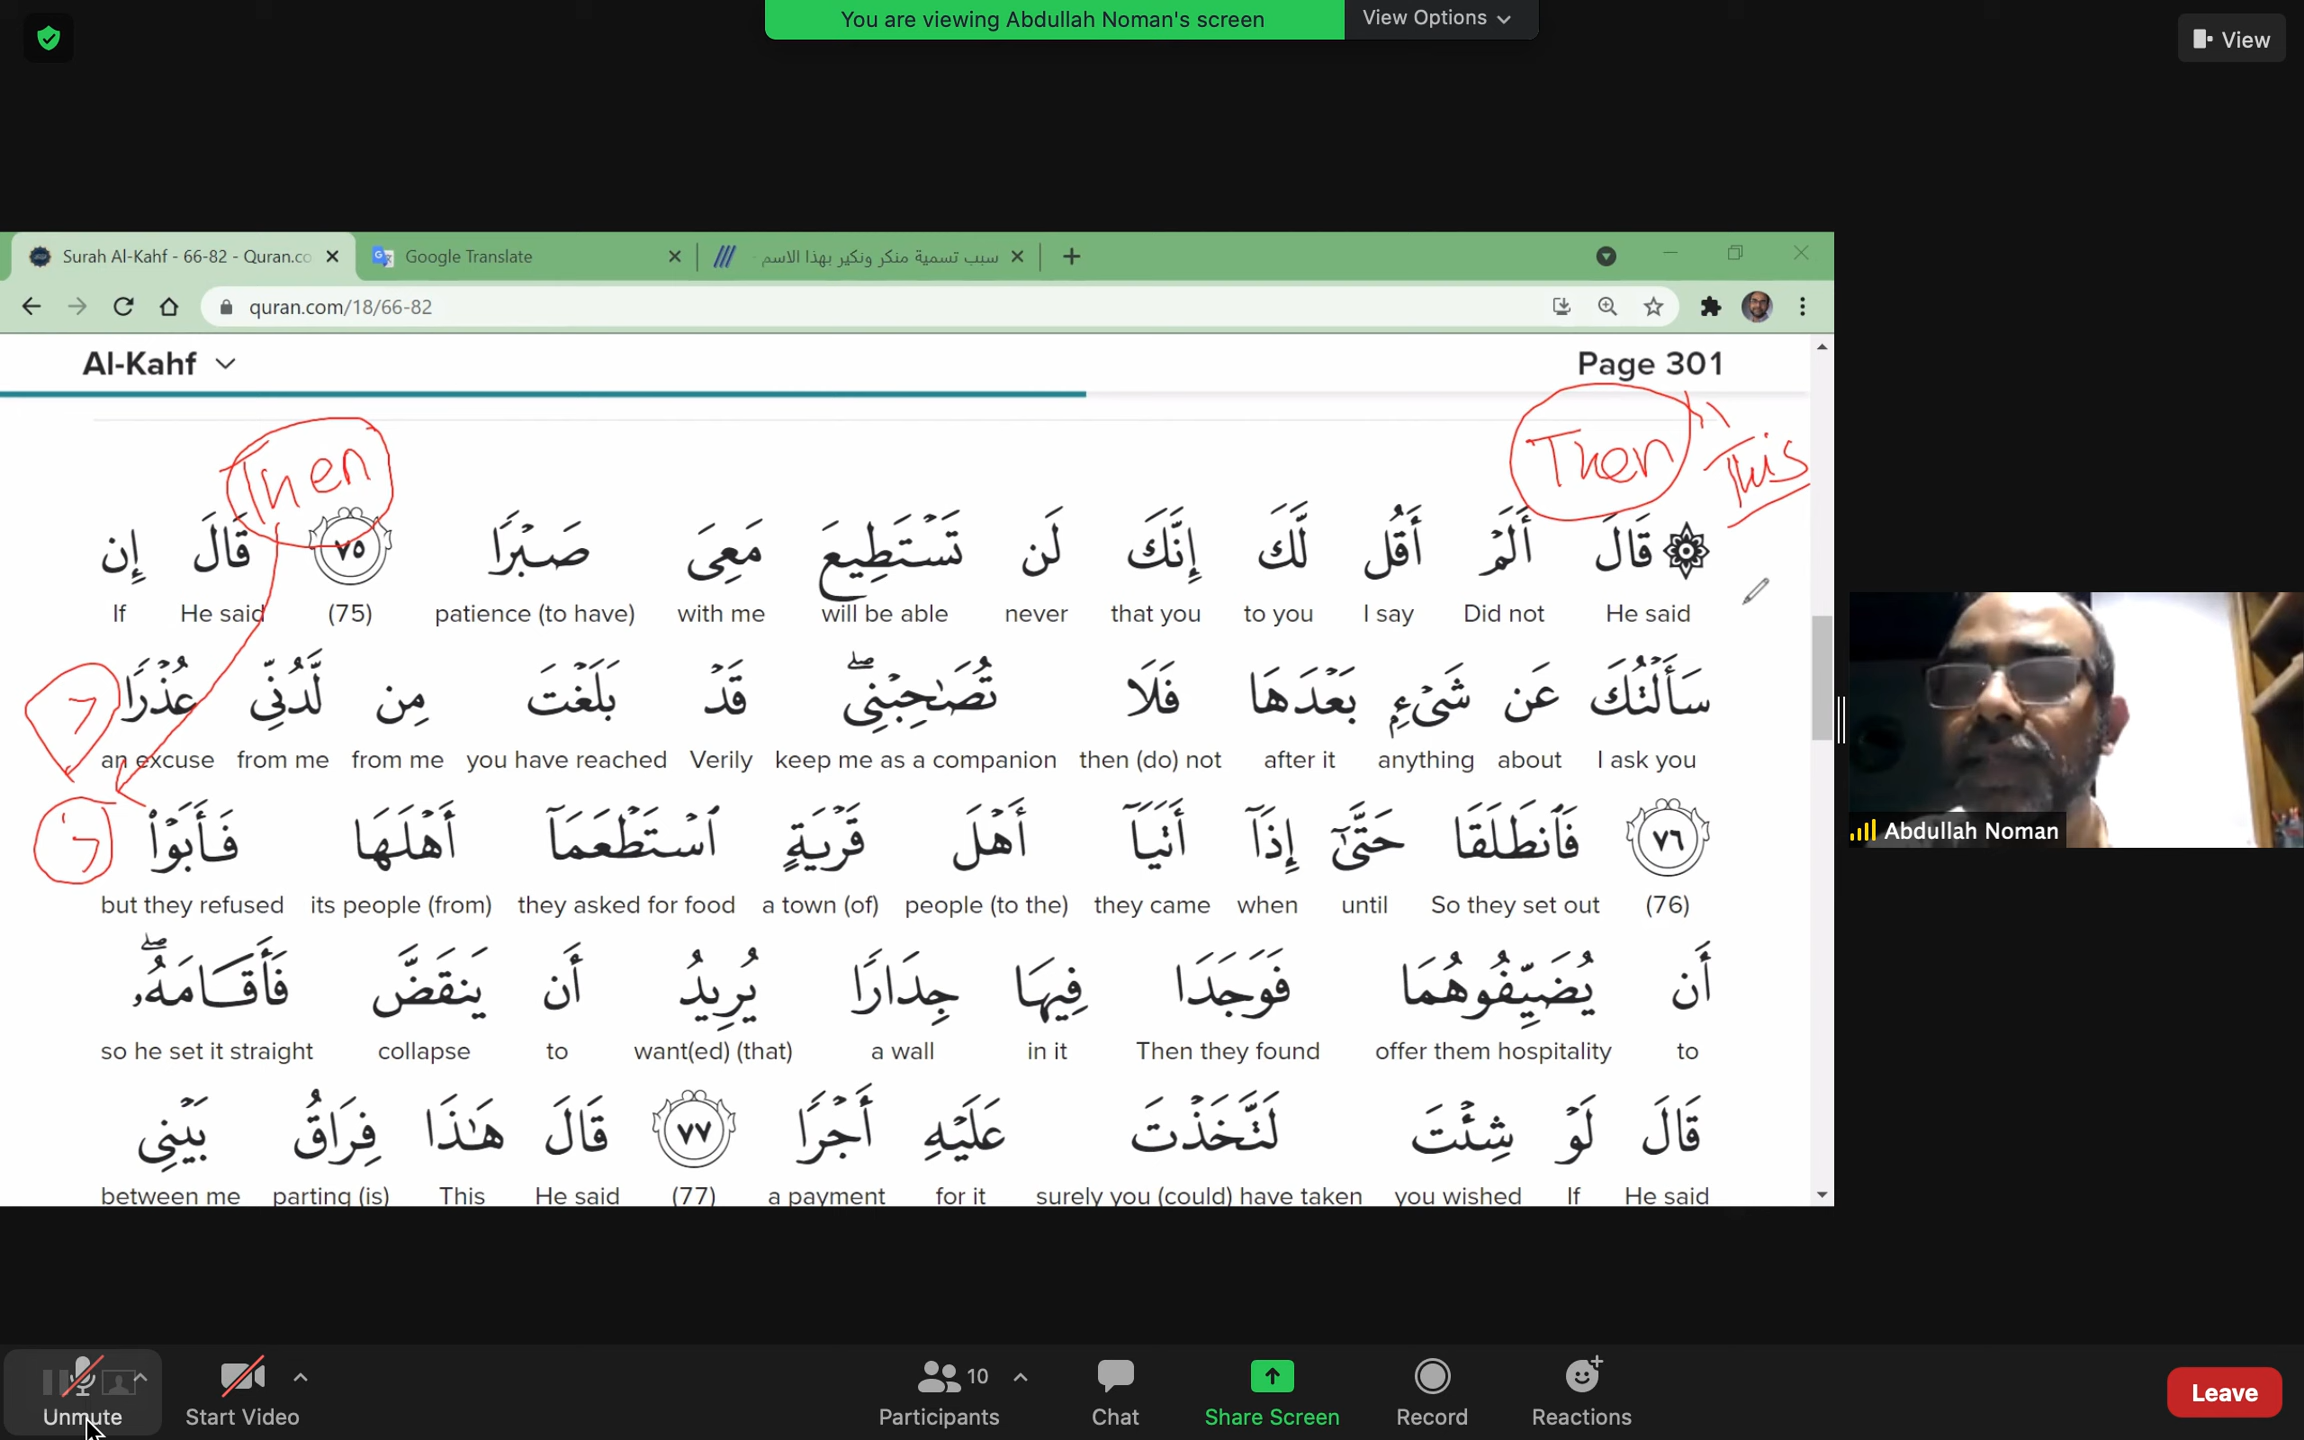 You are viewing Abdullah Noman's screen
View Options
View
Surah Al-Kahf - 66-82 - Quran.co
Google Translate
سبب تسمية منكر ونكير بهذا الاسم
quran.com/18/66-82
Al-Kahf
Page 301
Then
Then
This
قَالَ أَلَمْ أَقُل لَّكَ إِنَّكَ لَن تَسْتَطِيعَ مَعِىَ صَبْرًا ٧٥ قَالَ إِن
If He said (75) patience (to have) with me will be able never that you to you I say Did not He said
سَأَلْتُكَ عَن شَىْءٍۭ بَعْدَهَا فَلَا تُصَـٰحِبْنِى ۖ قَدْ بَلَغْتَ مِن لَّدُنِّى عُذْرًا
an excuse from me from me you have reached Verily keep me as a companion then (do) not after it anything about I ask you
٧٦ فَٱنطَلَقَا حَتَّىٰٓ إِذَآ أَتَيَآ أَهْلَ قَرْيَةٍ ٱسْتَطْعَمَآ أَهْلَهَا فَأَبَوْا۟
but they refused its people (from) they asked for food a town (of) people (to the) they came when until So they set out (76)
أَن يُضَيِّفُوهُمَا فَوَجَدَا فِيهَا جِدَارًا يُرِيدُ أَن يَنقَضَّ فَأَقَامَهُۥ ۖ
so he set it straight collapse to want(ed) (that) a wall in it Then they found offer them hospitality to
قَالَ لَوْ شِئْتَ لَتَّخَذْتَ عَلَيْهِ أَجْرًا ٧٧ قَالَ هَـٰذَا فِرَاقُ بَيْنِى
between me parting (is) This He said (77) a payment for it surely you (could) have taken you wished If He said
Abdullah Noman
Unmute
Start Video
10
Participants
Chat
Share Screen
Record
Reactions
Leave